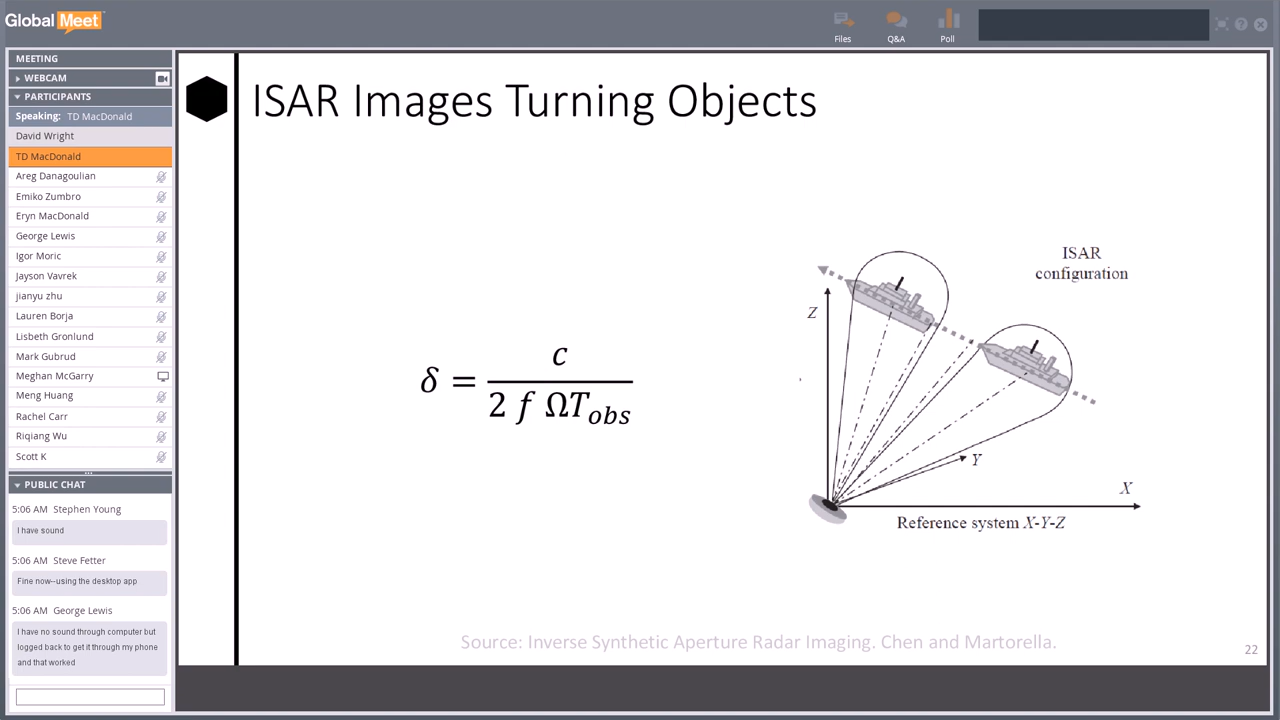 Global Meet
Files
Q&A
Poll
MEETING
WEBCAM
PARTICIPANTS
Speaking: TD MacDonald
David Wright
TD MacDonald
Areg Danagoulian
Emiko Zumbro
Eryn MacDonald
George Lewis
Igor Moric
Jayson Vavrek
jianyu zhu
Lauren Borja
Lisbeth Gronlund
Mark Gubrud
Meghan McGarry
Meng Huang
Rachel Carr
Riqiang Wu
Scott K
PUBLIC CHAT
5:06 AM Stephen Young
I have sound
5:06 AM Steve Fetter
Fine now--using the desktop app
5:06 AM George Lewis
I have no sound through computer but
logged back to get it through my phone
and that worked
ISAR Images Turning Objects
δ = c / 2 f ΩT_obs
ISAR
configuration
Z
Y
X
Reference system X-Y-Z
Source: Inverse Synthetic Aperture Radar Imaging. Chen and Martorella.
22